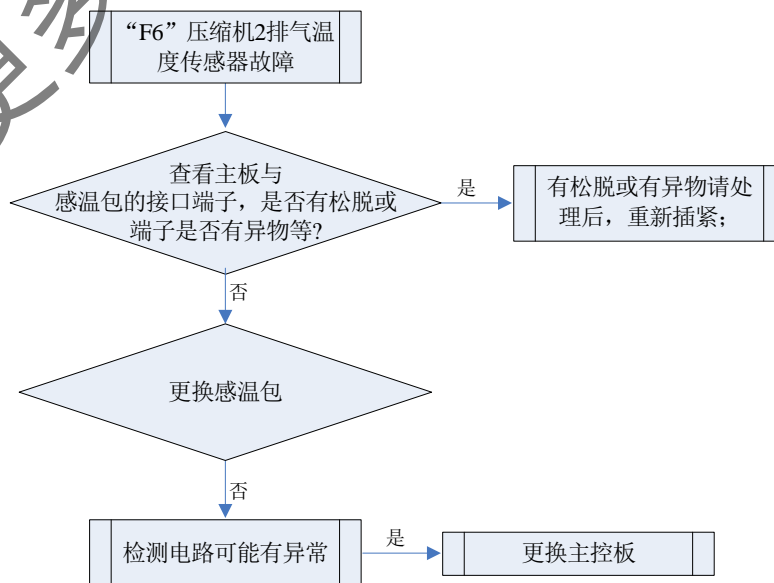 “F6”压缩机2排气温
度传感器故障
查看主板与
感温包的接口端子，是否有松脱或
端子是否有异物等?
是
有松脱或有异物请处
理后，重新插紧；
否
更换感温包
否
检测电路可能有异常
是
更换主控板